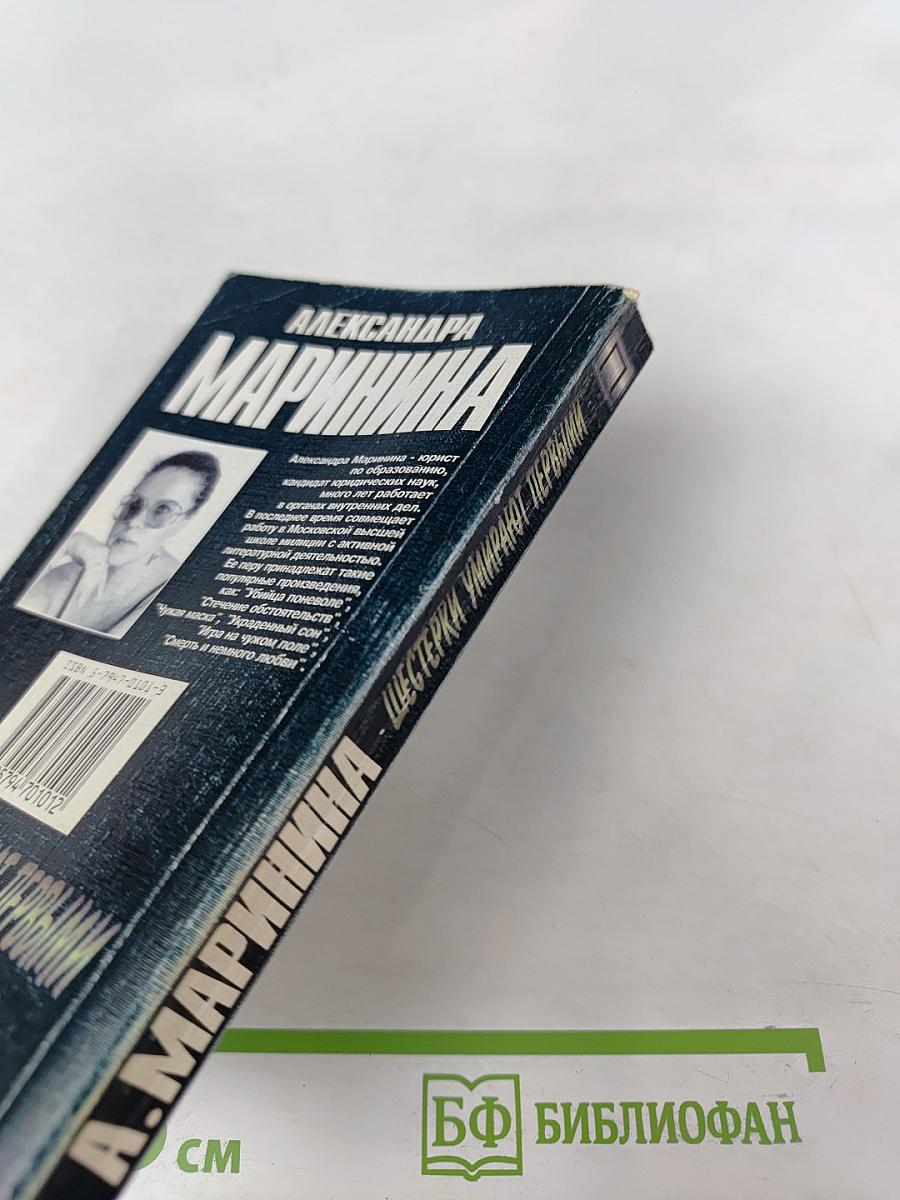 АЛЕКСАНДРА
МАРИНИНА
Александра Маринина - юрист
по образованию,
кандидат юридических наук,
много лет работает
в органах внутренних дел.
В последнее время совмещает
работу в Московской высшей
школе милиции с активной
литературной деятельностью.
Ее перу принадлежат такие
популярные произведения,
как: "Убийца поневоле",
"Стечение обстоятельств",
"Чужая маска", "Украденный сон",
"Игра на чужом поле",
"Смерть и немного любви".
ISBN 5-7947-0101-3
794 701012
ПЕРВЫМИ
А.МАРИНИНА ШЕСТЕРКИ УМИРАЮТ ПЕРВЫМИ
см
БФ БИБЛИОФАН